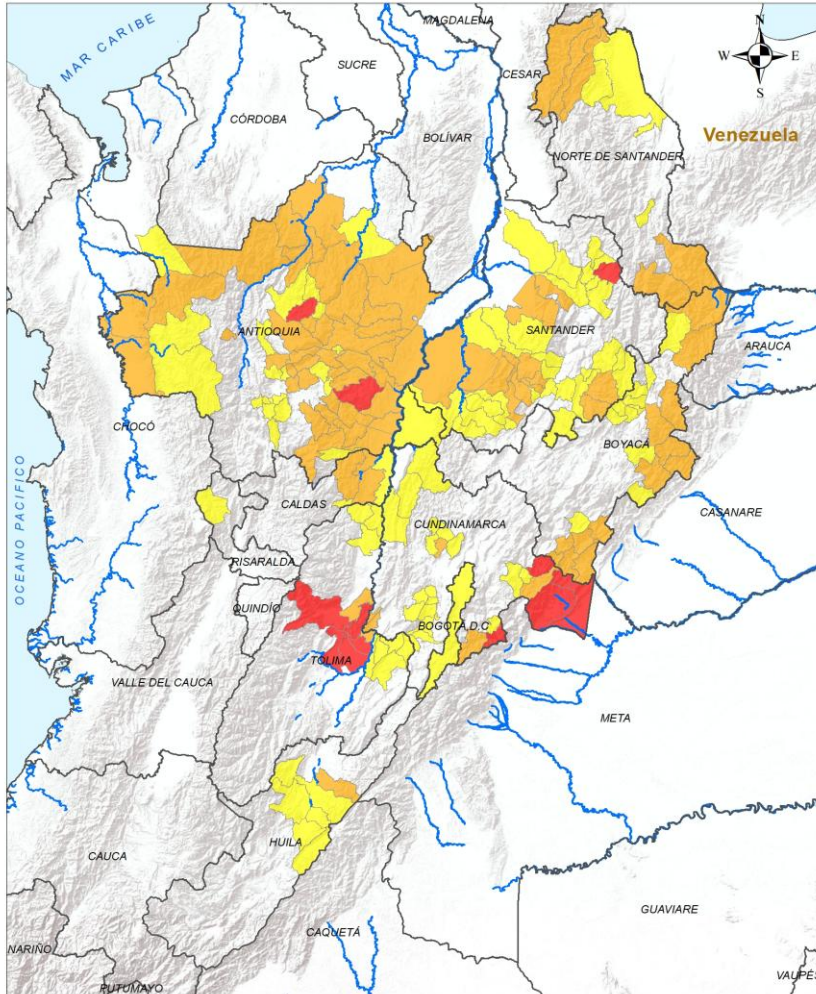 MAGDALENA
MAR CARIBE
N
W
E
S
SUCRE
CESAR
CÓRDOBA
BOLÍVAR
Venezuela
NORTE DE SANTANDER
ANTIOQUIA
SANTANDER
ARAUCA
CHOCÓ
BOYACÁ
OCEANO PACIFICO
CALDAS
CUNDINAMARCA
CASANARE
RISARALDA
QUINDÍO
BOGOTÁ, D.C
TOLIMA
VALLE DEL CAUCA
META
HUILA
CAUCA
GUAVIARE
CAQUETÁ
NARIÑO
PUTUMAYO
VAUPÉS